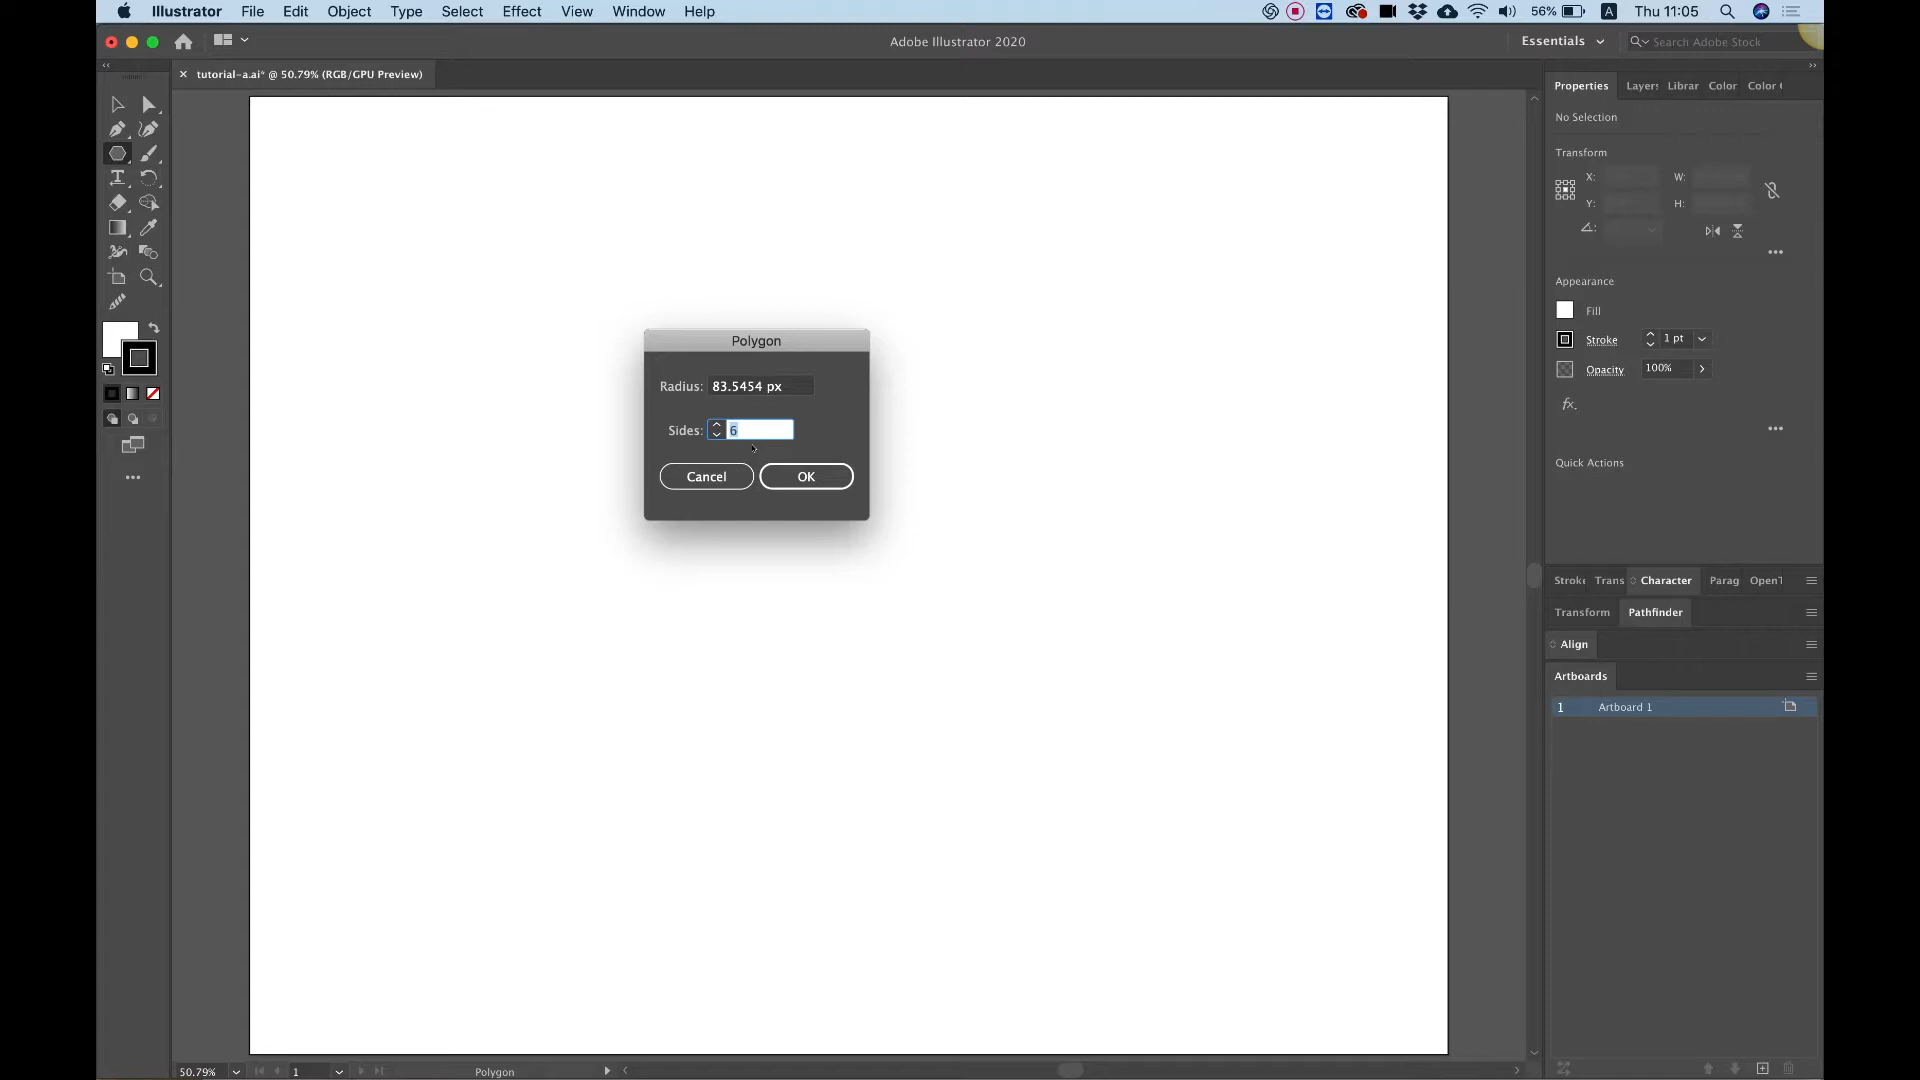 Illustrator File Edit Object Type Select Effect View Window Help 56% A Thu 11:05
Adobe Illustrator 2020 Essentials Search Adobe Stock
tutorial-a.ai* @ 50.79% (RGB/GPU Preview)
Properties Layers Librar Color Color
No Selection
Transform
X: W:
Y: H:
Appearance
Fill
Stroke 1 pt
Opacity 100%
fx.
Quick Actions
Polygon
Radius: 83.5454 px
Sides: 6
Cancel OK
Stroke Trans Character Parag OpenT
Transform Pathfinder
Align
Artboards
1 Artboard 1
50.79% 1 Polygon